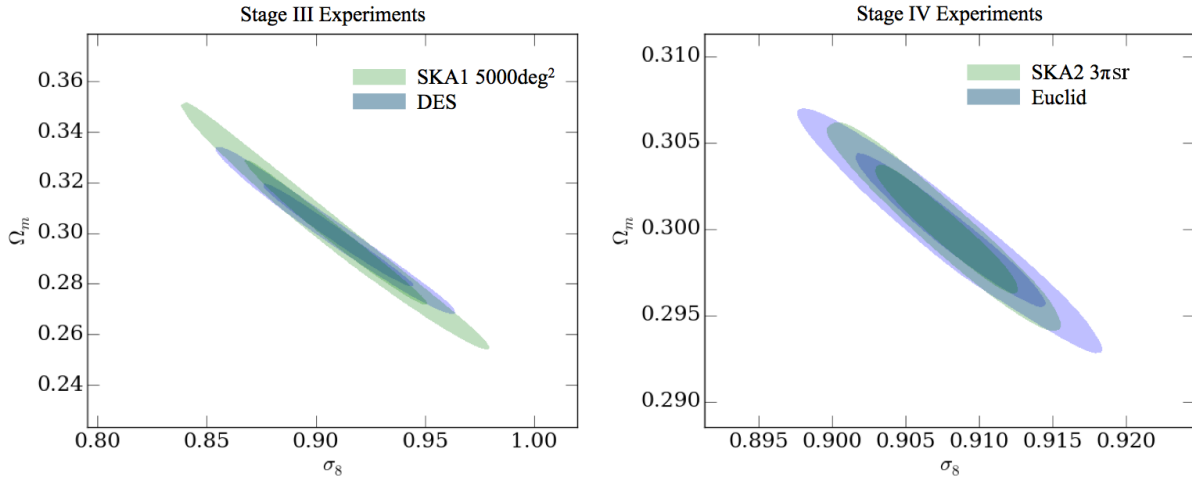 Stage III Experiments
0.36
0.34
0.32
0.30
0.28
0.26
0.24
Ωm
SKA1 5000deg²
DES
0.80 0.85 0.90 0.95 1.00
σ8
Stage IV Experiments
0.310
0.305
0.300
0.295
0.290
Ωm
SKA2 3πsr
Euclid
0.895 0.900 0.905 0.910 0.915 0.920
σ8